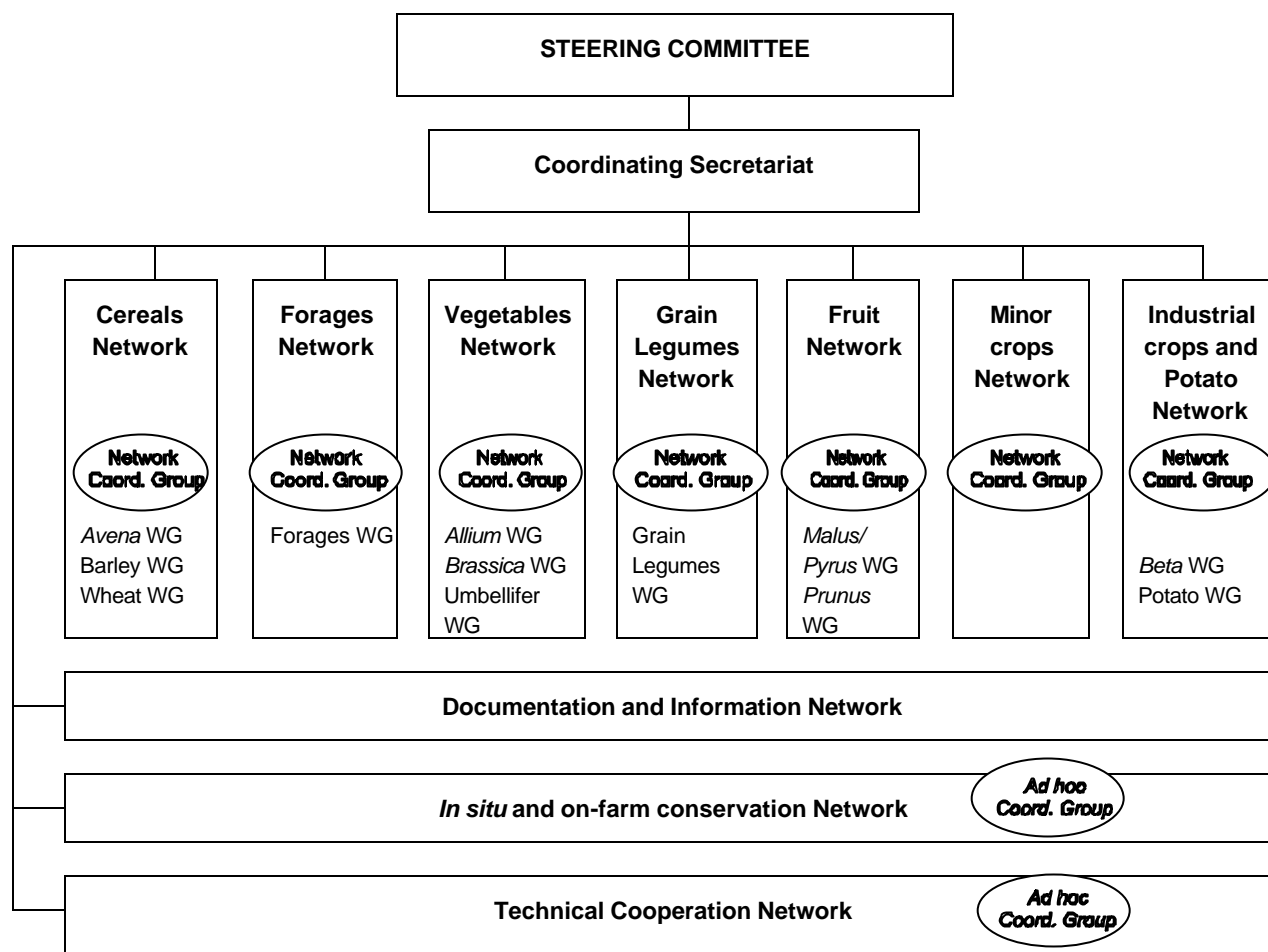 STEERING COMMITTEE
Coordinating Secretariat
Cereals
Network
Network
Coord. Group
Avena WG
Barley WG
Wheat WG
Forages
Network
Network
Coord. Group
Forages WG
Vegetables
Network
Network
Coord. Group
Allium WG
Brassica WG
Umbellifer
WG
Grain
Legumes
Network
Network
Coord. Group
Grain
Legumes
WG
Fruit
Network
Network
Coord. Group
Malus/
Pyrus WG
Prunus
WG
Minor
crops
Network
Network
Coord. Group
Industrial
crops and
Potato
Network
Network
Coord. Group
Beta WG
Potato WG
Documentation and Information Network
In situ and on-farm conservation Network
Ad hoc
Coord. Group
Technical Cooperation Network
Ad hoc
Coord. Group